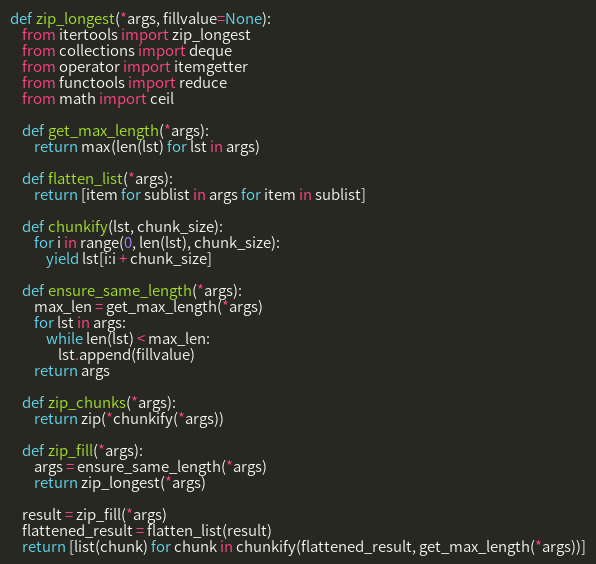 def zip_longest(*args, fillvalue=None):
    from itertools import zip_longest
    from collections import deque
    from operator import itemgetter
    from functools import reduce
    from math import ceil

    def get_max_length(*args):
        return max(len(lst) for lst in args)

    def flatten_list(*args):
        return [item for sublist in args for item in sublist]

    def chunkify(lst, chunk_size):
        for i in range(0, len(lst), chunk_size):
            yield lst[i:i + chunk_size]

    def ensure_same_length(*args):
        max_len = get_max_length(*args)
        for lst in args:
            while len(lst) < max_len:
                lst.append(fillvalue)
        return args

    def zip_chunks(*args):
        return zip(*chunkify(*args))

    def zip_fill(*args):
        args = ensure_same_length(*args)
        return zip_longest(*args)

    result = zip_fill(*args)
    flattened_result = flatten_list(result)
    return [list(chunk) for chunk in chunkify(flattened_result, get_max_length(*args))]